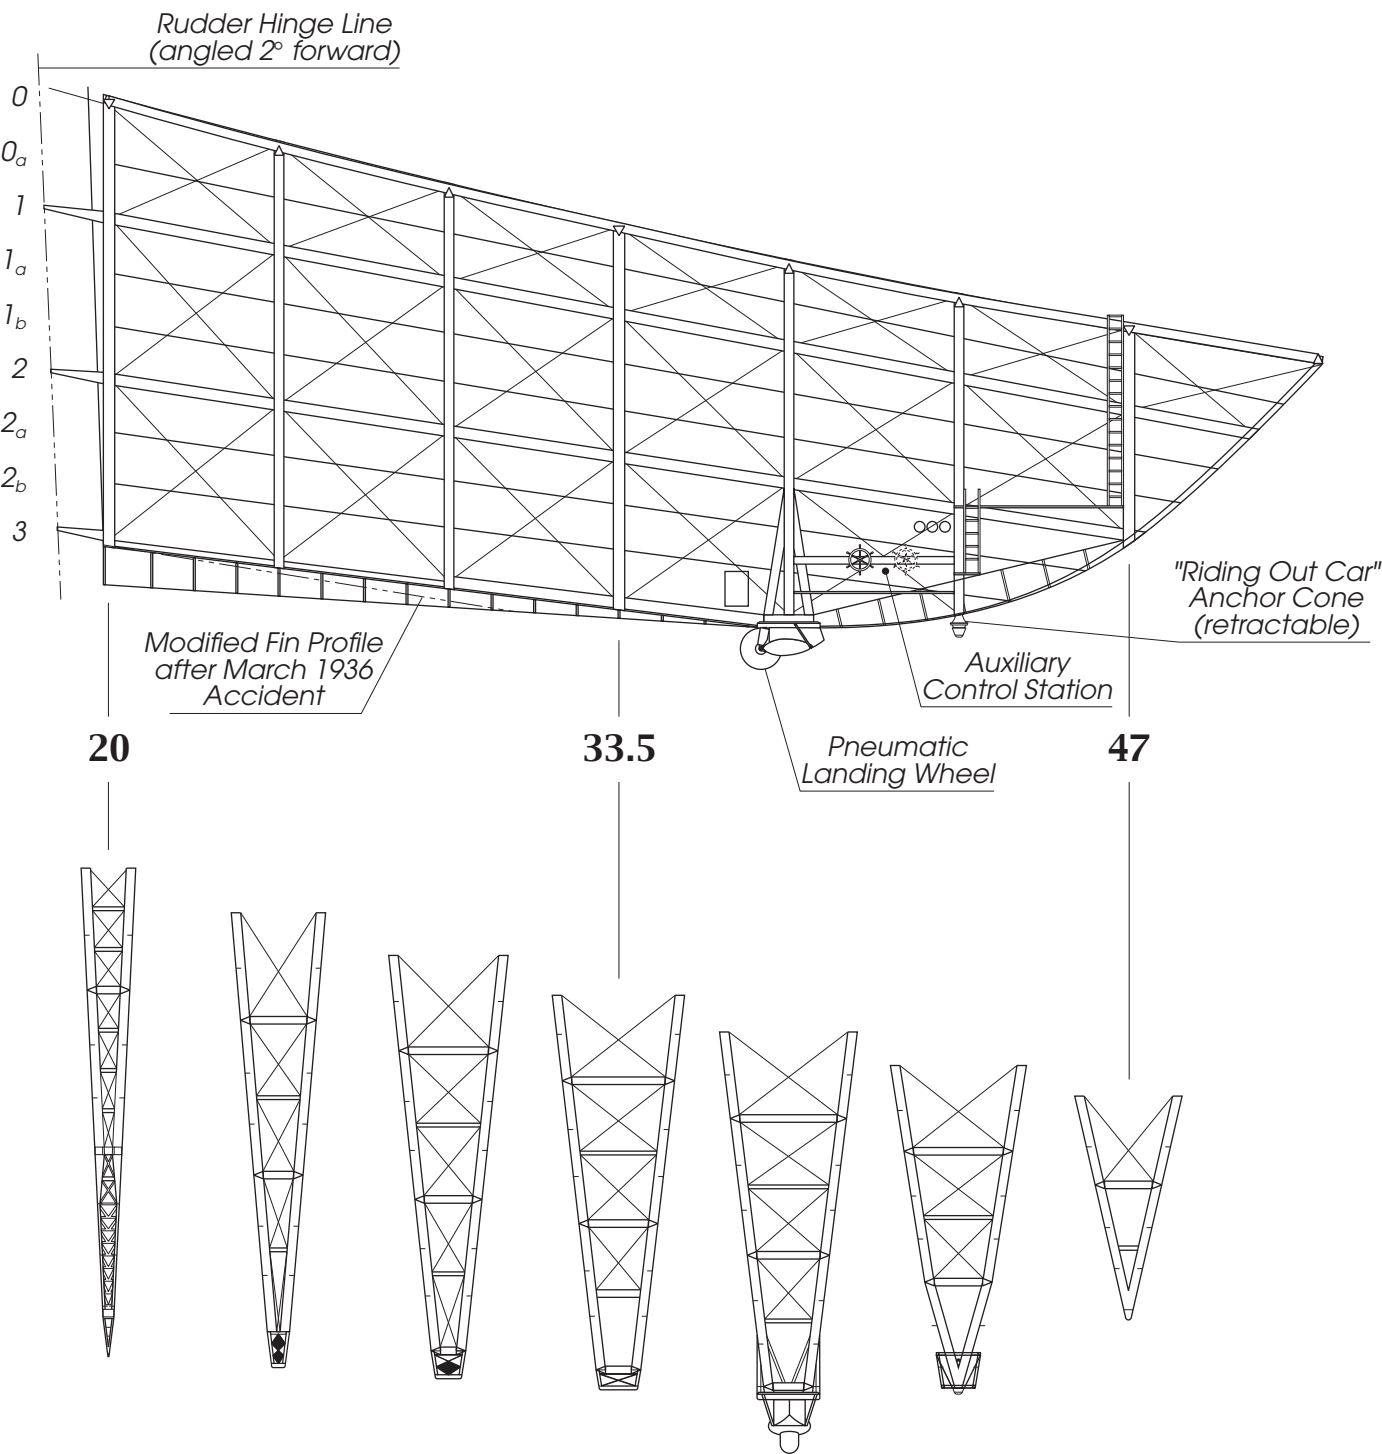 Rudder Hinge Line
(angled 2° forward)
0
0a
1
1a
1b
2
2a
2b
3
"Riding Out Car"
Anchor Cone
(retractable)
Modified Fin Profile
after March 1936
Accident
Auxiliary
Control Station
20
33.5
Pneumatic
Landing Wheel
47